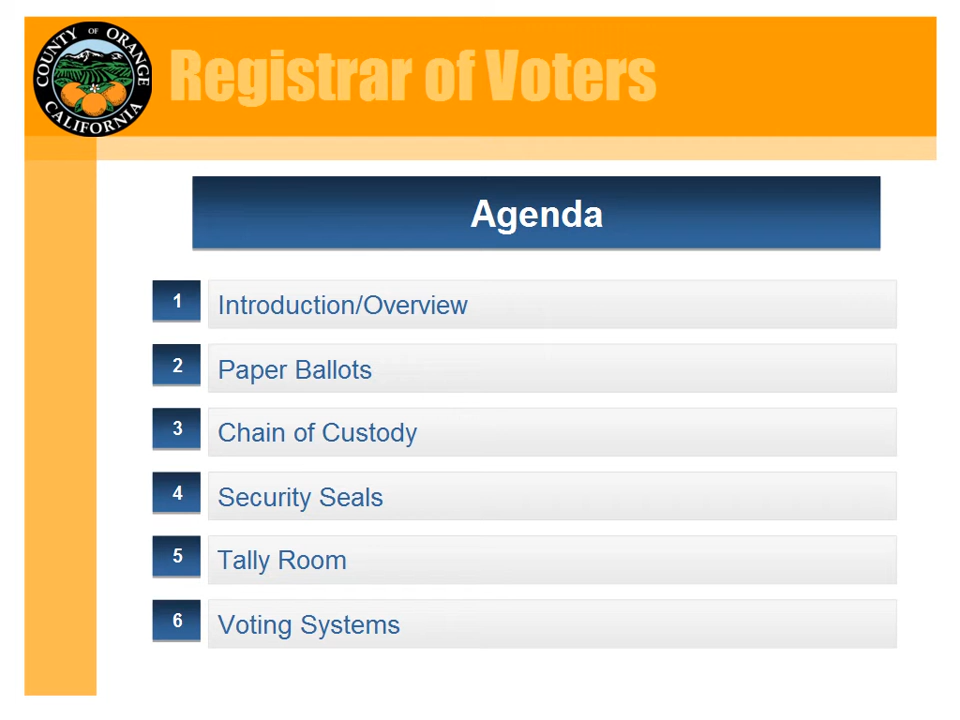 COUNTY OF ORANGE
CALIFORNIA
Registrar of Voters
Agenda
1 Introduction/Overview
2 Paper Ballots
3 Chain of Custody
4 Security Seals
5 Tally Room
6 Voting Systems